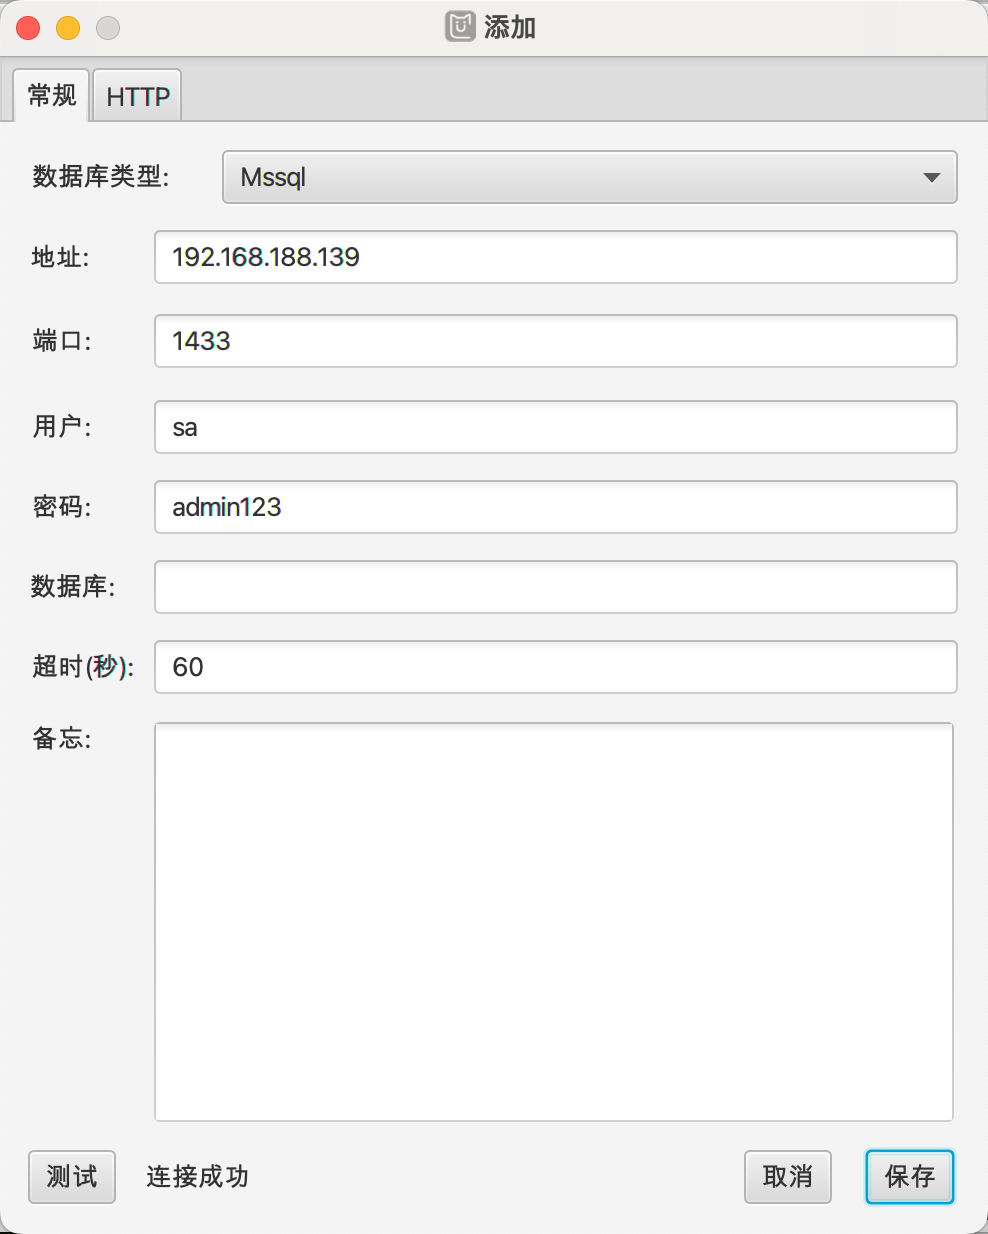 添加
常规 HTTP
数据库类型: Mssql
地址: 192.168.188.139
端口: 1433
用户: sa
密码: admin123
数据库:
超时(秒): 60
备忘:
测试 连接成功 取消 保存